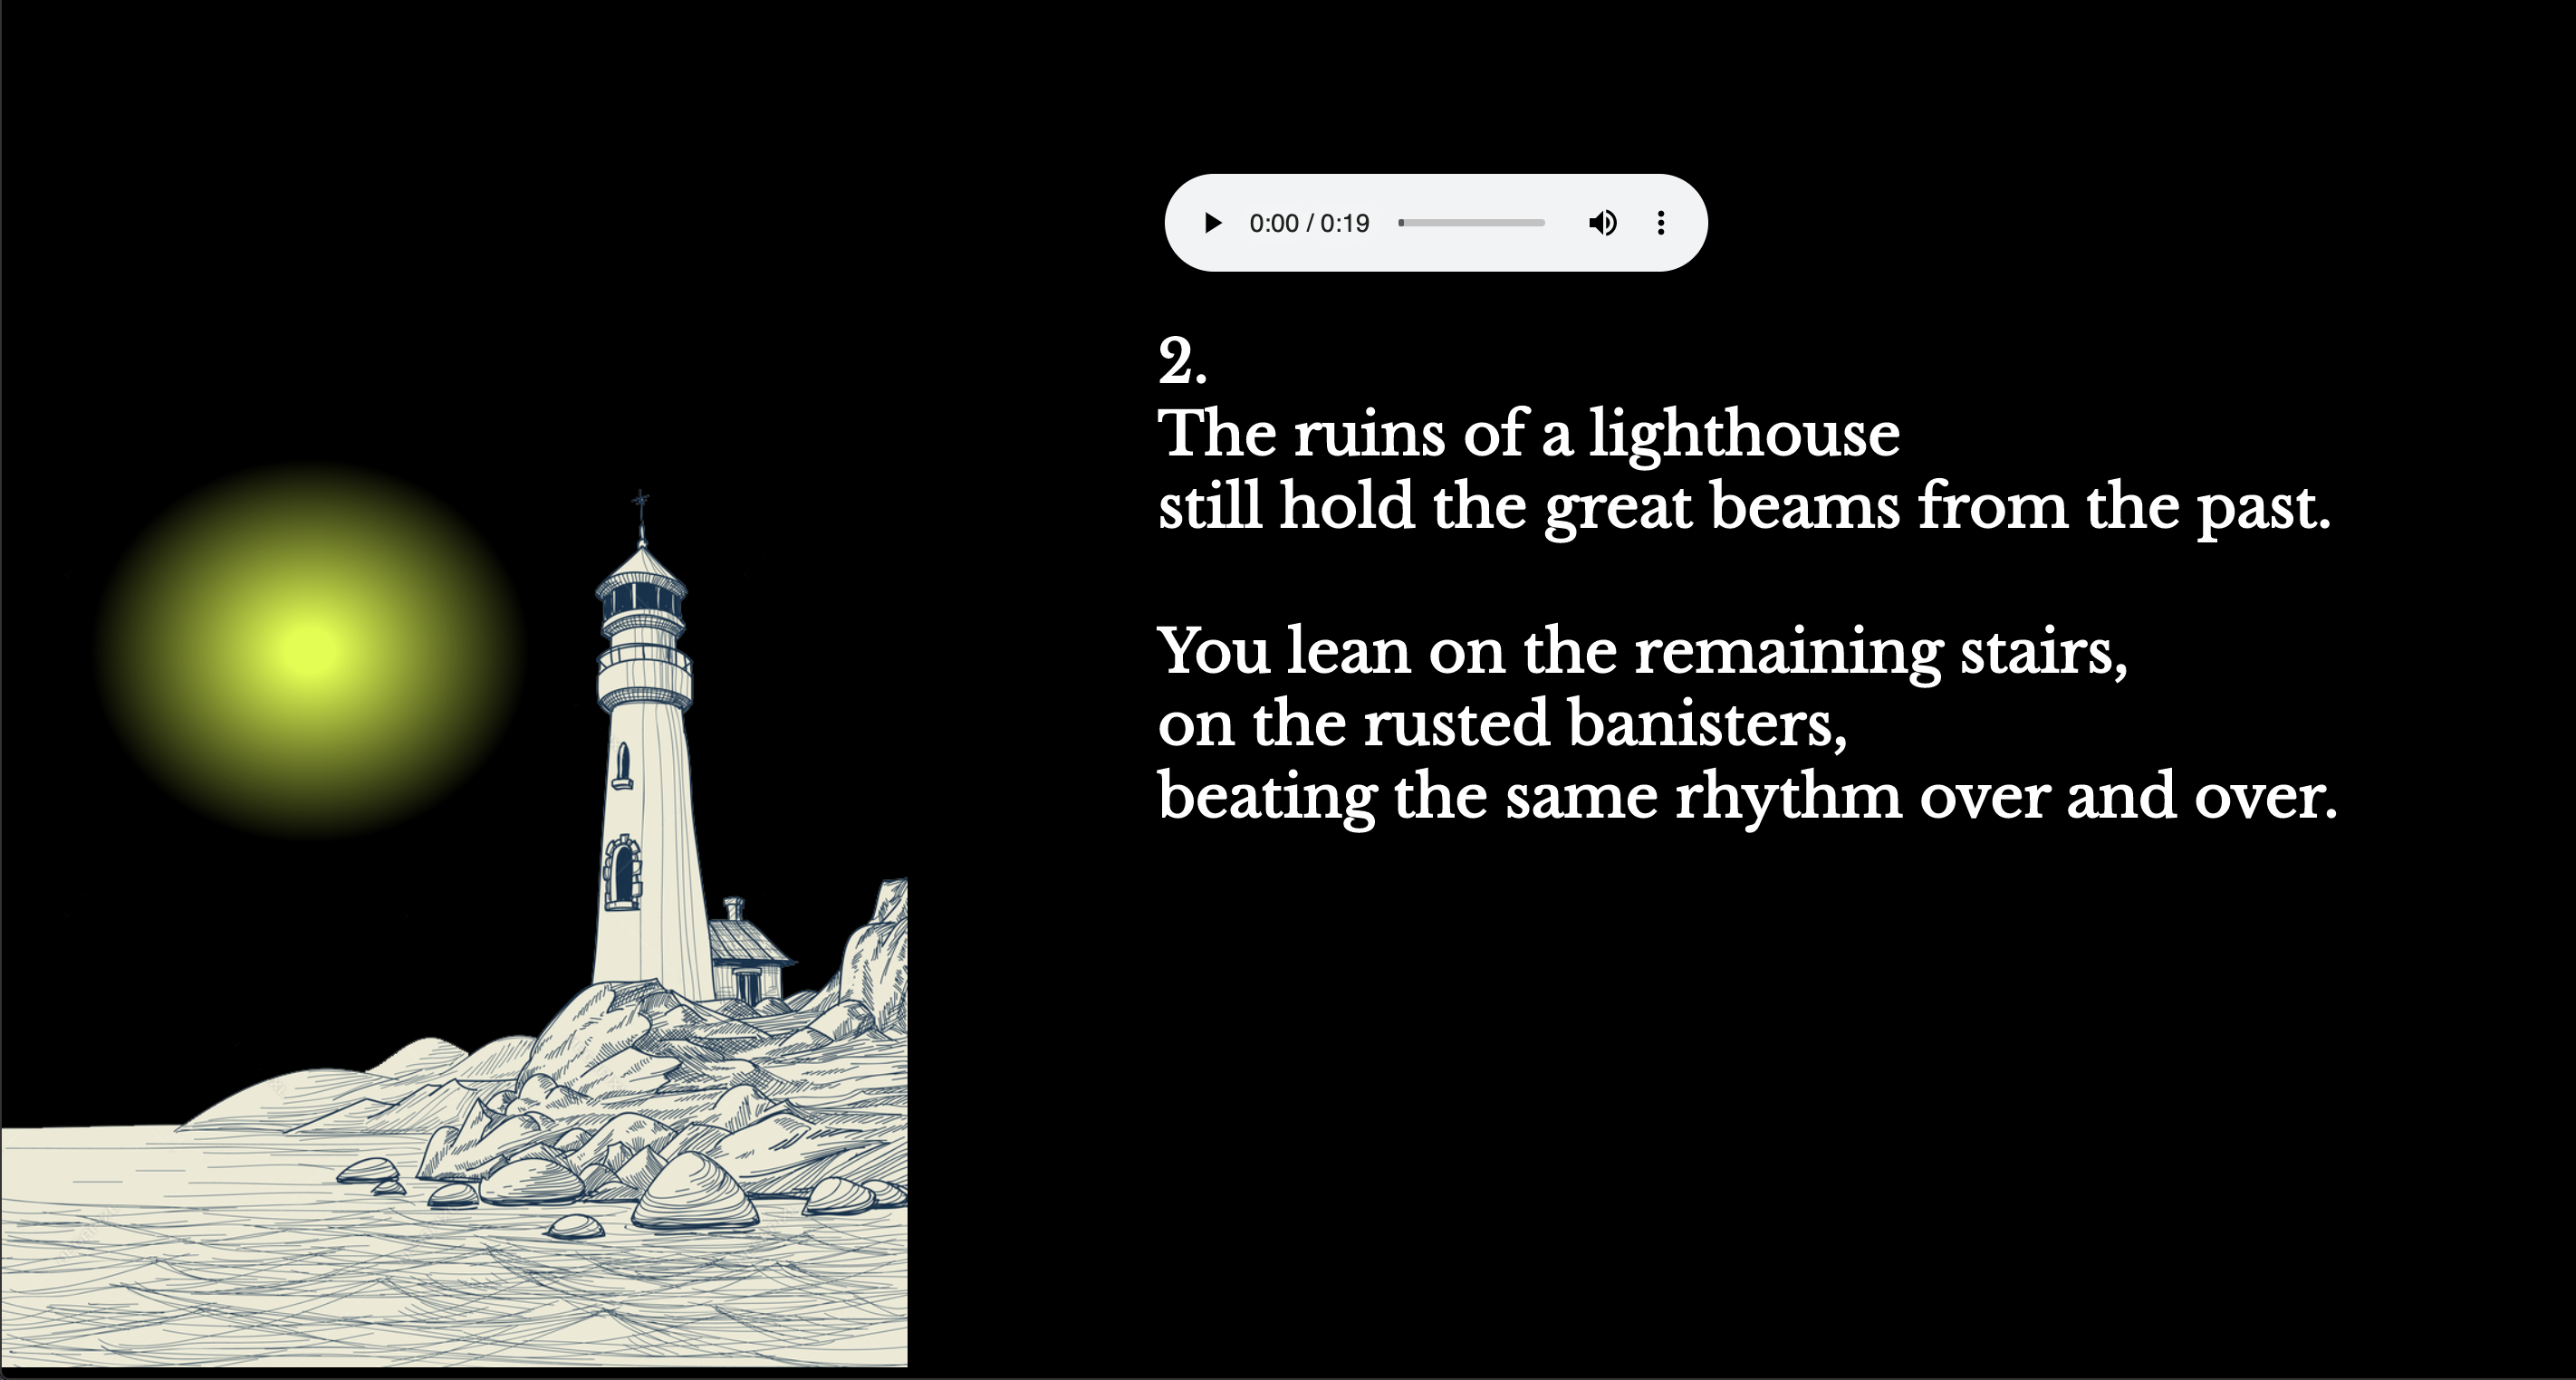 0:00 / 0:19
2.
The ruins of a lighthouse
still hold the great beams from the past.
You lean on the remaining stairs,
on the rusted banisters,
beating the same rhythm over and over.